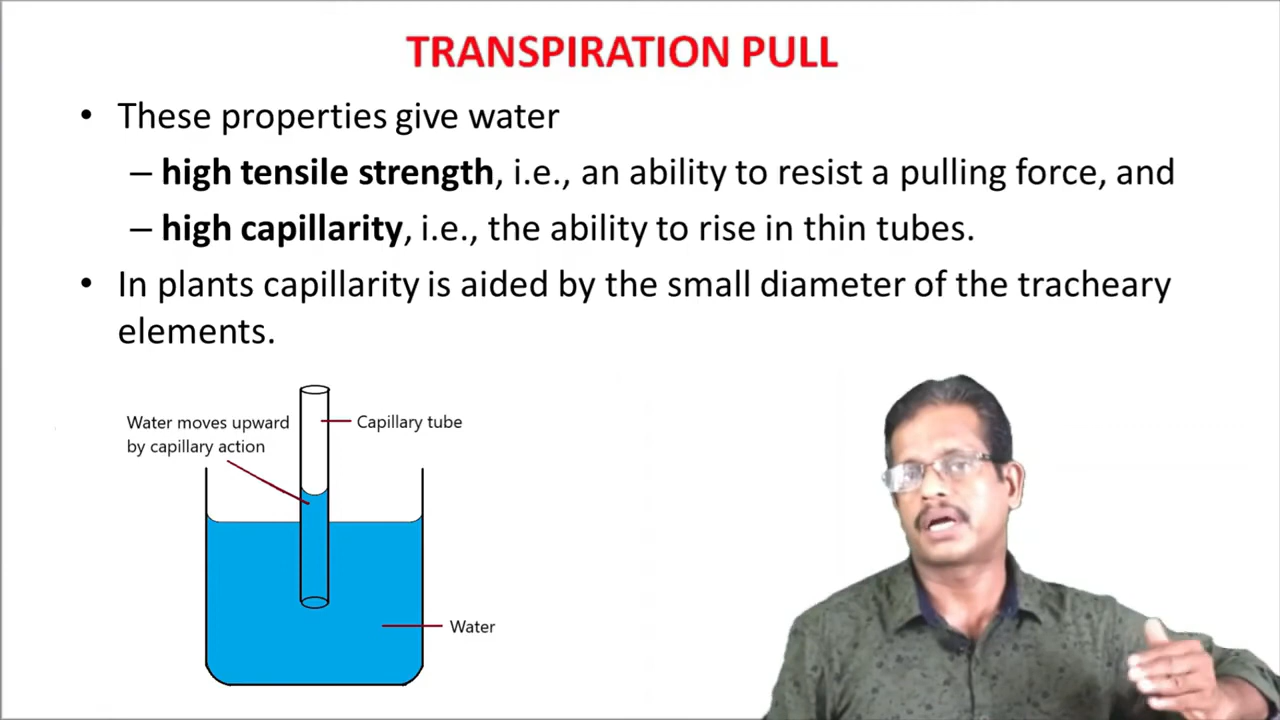 TRANSPIRATION PULL
• These properties give water
– high tensile strength, i.e., an ability to resist a pulling force, and
– high capillarity, i.e., the ability to rise in thin tubes.
• In plants capillarity is aided by the small diameter of the tracheary
elements.
Water moves upward
by capillary action
Capillary tube
Water